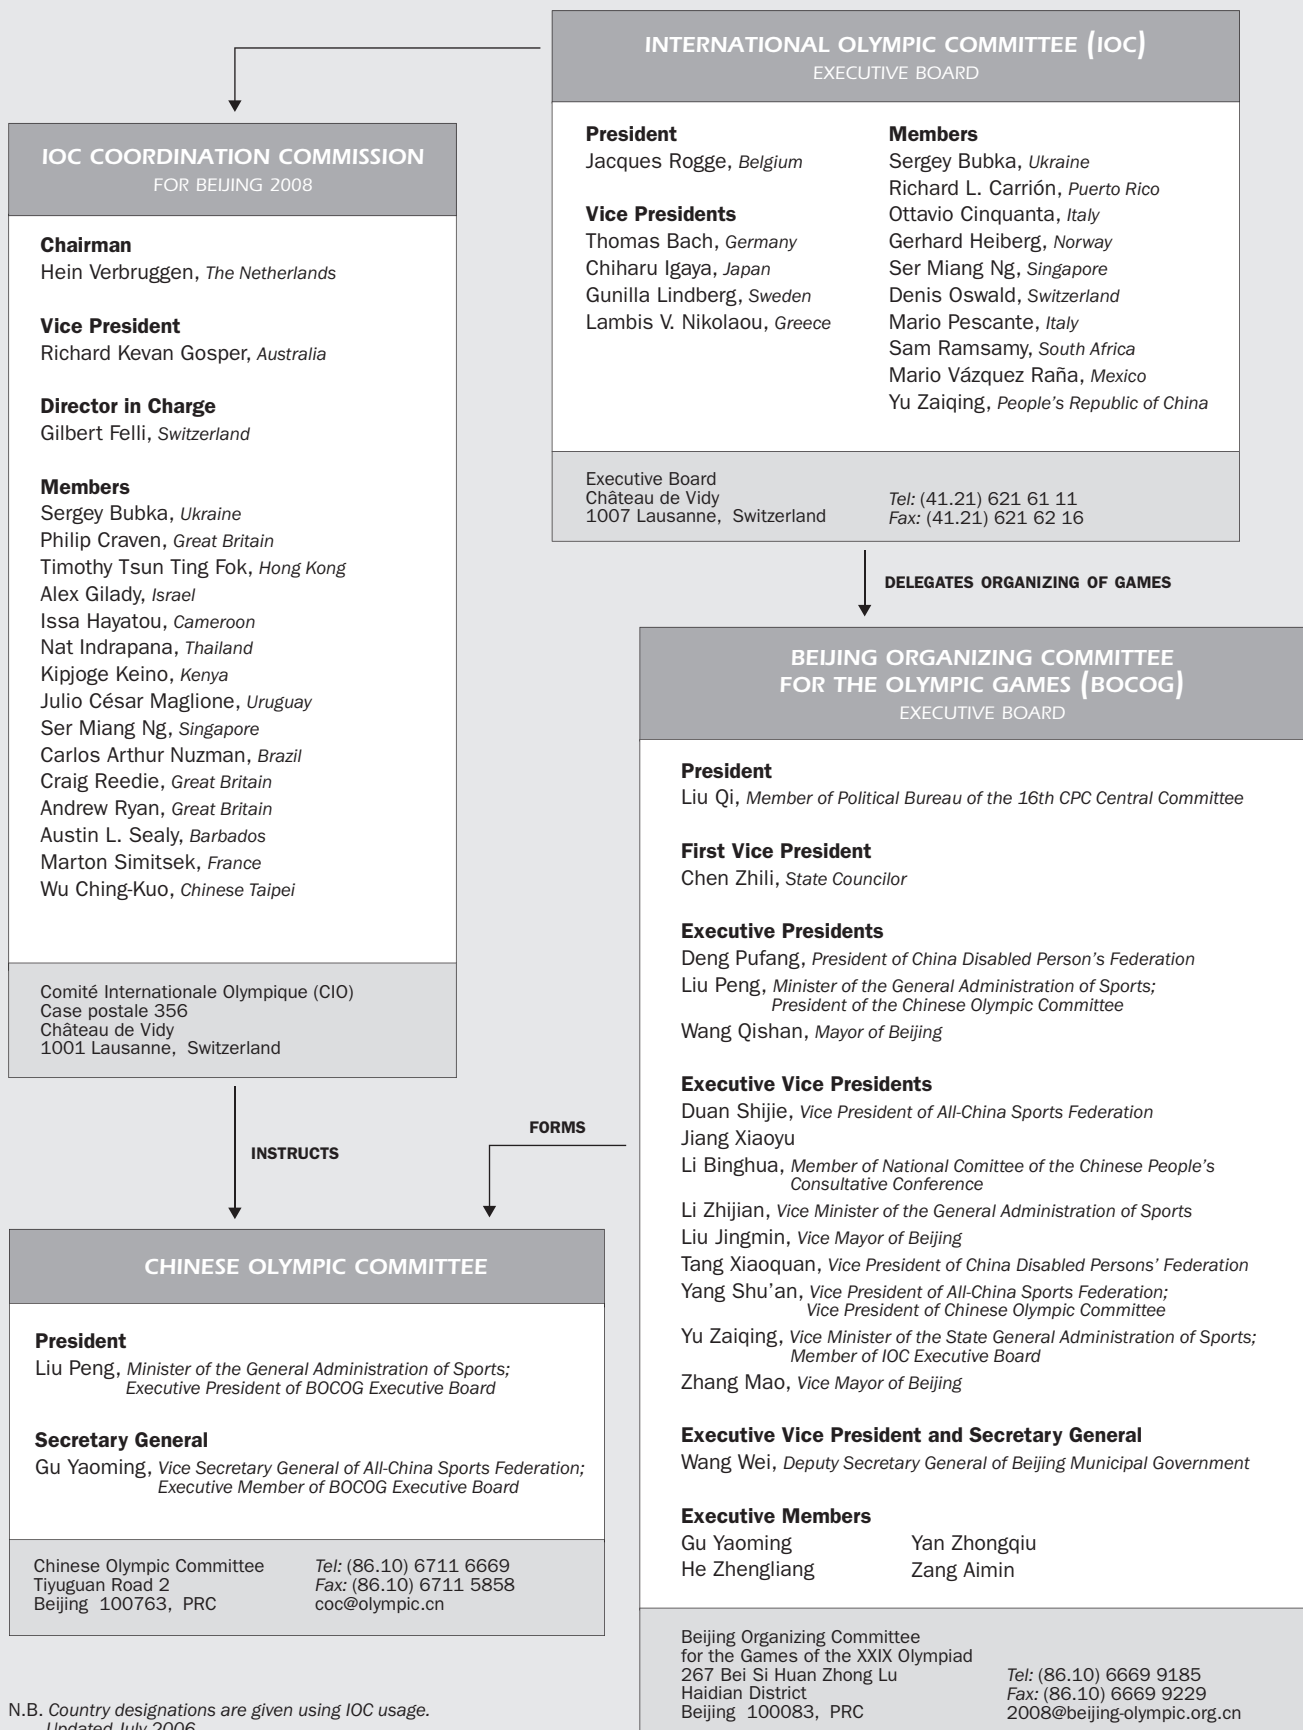 INTERNATIONAL OLYMPIC COMMITTEE (IOC)
EXECUTIVE BOARD
President
Jacques Rogge, Belgium
Vice Presidents
Thomas Bach, Germany
Chiharu Igaya, Japan
Gunilla Lindberg, Sweden
Lambis V. Nikolaou, Greece
Members
Sergey Bubka, Ukraine
Richard L. Carrión, Puerto Rico
Ottavio Cinquanta, Italy
Gerhard Heiberg, Norway
Ser Miang Ng, Singapore
Denis Oswald, Switzerland
Mario Pescante, Italy
Sam Ramsamy, South Africa
Mario Vázquez Raña, Mexico
Yu Zaiqing, People's Republic of China
Executive Board
Château de Vidy
1007 Lausanne, Switzerland
Tel: (41.21) 621 61 11
Fax: (41.21) 621 62 16
IOC COORDINATION COMMISSION
FOR BEIJING 2008
Chairman
Hein Verbruggen, The Netherlands
Vice President
Richard Kevan Gosper, Australia
Director in Charge
Gilbert Felli, Switzerland
Members
Sergey Bubka, Ukraine
Philip Craven, Great Britain
Timothy Tsun Ting Fok, Hong Kong
Alex Gilady, Israel
Issa Hayatou, Cameroon
Nat Indrapana, Thailand
Kipjoge Keino, Kenya
Julio César Maglione, Uruguay
Ser Miang Ng, Singapore
Carlos Arthur Nuzman, Brazil
Craig Reedie, Great Britain
Andrew Ryan, Great Britain
Austin L. Sealy, Barbados
Marton Simitsek, France
Wu Ching-Kuo, Chinese Taipei
Comité Internationale Olympique (CIO)
Case postale 356
Château de Vidy
1001 Lausanne, Switzerland
DELEGATES ORGANIZING OF GAMES
BEIJING ORGANIZING COMMITTEE
FOR THE OLYMPIC GAMES (BOCOG)
EXECUTIVE BOARD
President
Liu Qi, Member of Political Bureau of the 16th CPC Central Committee
First Vice President
Chen Zhili, State Councilor
Executive Presidents
Deng Pufang, President of China Disabled Person's Federation
Liu Peng, Minister of the General Administration of Sports;
President of the Chinese Olympic Committee
Wang Qishan, Mayor of Beijing
Executive Vice Presidents
Duan Shijie, Vice President of All-China Sports Federation
Jiang Xiaoyu
Li Binghua, Member of National Comittee of the Chinese People's
Consultative Conference
Li Zhijian, Vice Minister of the General Administration of Sports
Liu Jingmin, Vice Mayor of Beijing
Tang Xiaoquan, Vice President of China Disabled Persons' Federation
Yang Shu'an, Vice President of All-China Sports Federation;
Vice President of Chinese Olympic Committee
Yu Zaiqing, Vice Minister of the State General Administration of Sports;
Member of IOC Executive Board
Zhang Mao, Vice Mayor of Beijing
Executive Vice President and Secretary General
Wang Wei, Deputy Secretary General of Beijing Municipal Government
Executive Members
Gu Yaoming
He Zhengliang
Yan Zhongqiu
Zang Aimin
Beijing Organizing Committee
for the Games of the XXIX Olympiad
267 Bei Si Huan Zhong Lu
Haidian District
Beijing 100083, PRC
Tel: (86.10) 6669 9185
Fax: (86.10) 6669 9229
2008@beijing-olympic.org.cn
INSTRUCTS
FORMS
CHINESE OLYMPIC COMMITTEE
President
Liu Peng, Minister of the General Administration of Sports;
Executive President of BOCOG Executive Board
Secretary General
Gu Yaoming, Vice Secretary General of All-China Sports Federation;
Executive Member of BOCOG Executive Board
Chinese Olympic Committee
Tiyuguan Road 2
Beijing 100763, PRC
Tel: (86.10) 6711 6669
Fax: (86.10) 6711 5858
coc@olympic.cn
N.B. Country designations are given using IOC usage.
Updated July 2006